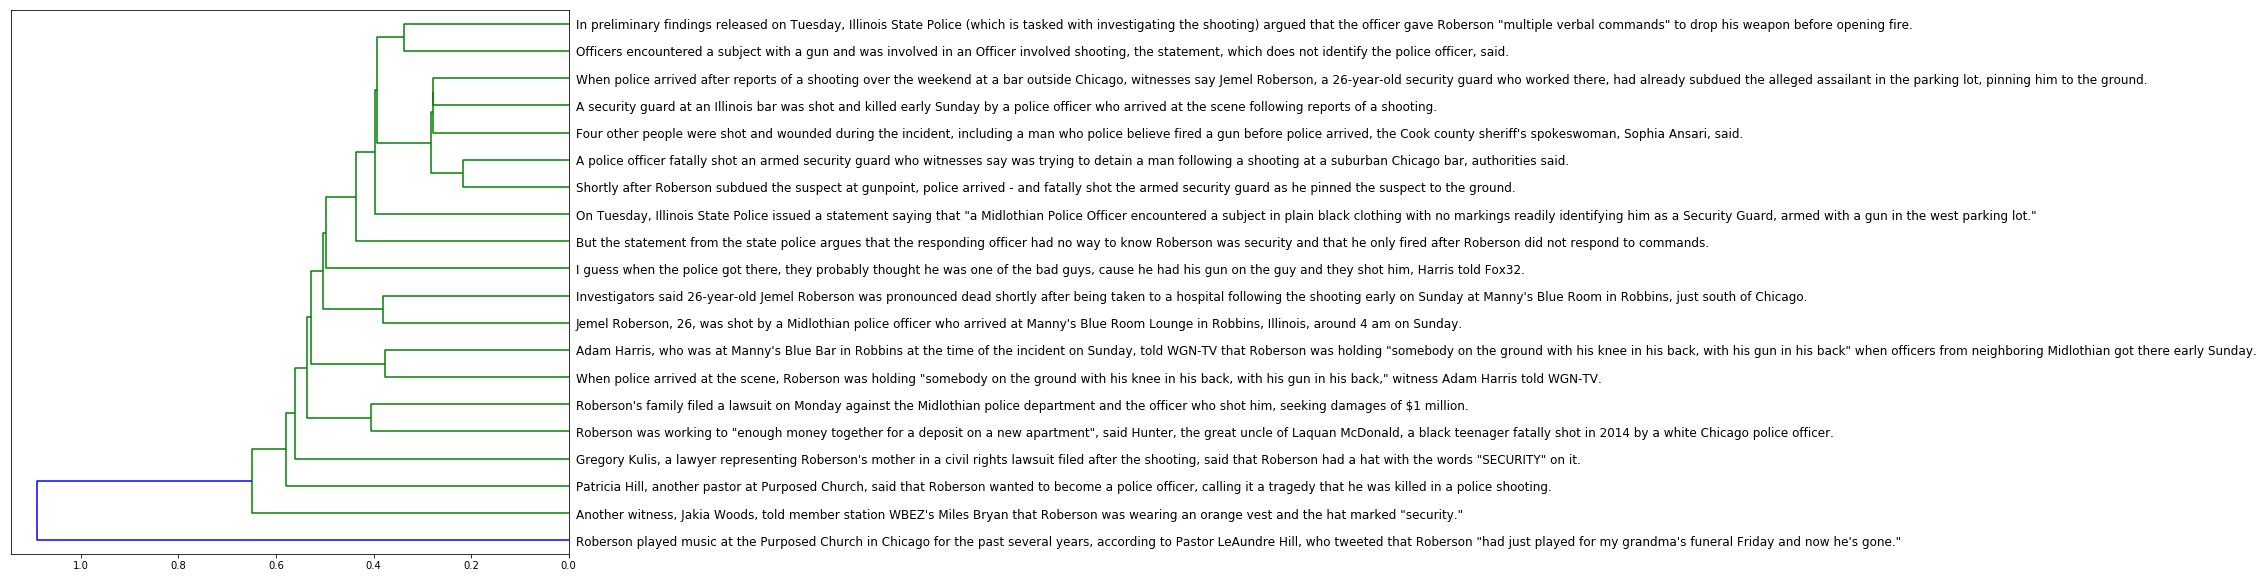 In preliminary findings released on Tuesday, Illinois State Police (which is tasked with investigating the shooting) argued that the officer gave Roberson "multiple verbal commands" to drop his weapon before opening fire.
Officers encountered a subject with a gun and was involved in an Officer involved shooting, the statement, which does not identify the police officer, said.
When police arrived after reports of a shooting over the weekend at a bar outside Chicago, witnesses say Jemel Roberson, a 26-year-old security guard who worked there, had already subdued the alleged assailant in the parking lot, pinning him to the ground.
A security guard at an Illinois bar was shot and killed early Sunday by a police officer who arrived at the scene following reports of a shooting.
Four other people were shot and wounded during the incident, including a man who police believe fired a gun before police arrived, the Cook county sheriff's spokeswoman, Sophia Ansari, said.
A police officer fatally shot an armed security guard who witnesses say was trying to detain a man following a shooting at a suburban Chicago bar, authorities said.
Shortly after Roberson subdued the suspect at gunpoint, police arrived - and fatally shot the armed security guard as he pinned the suspect to the ground.
On Tuesday, Illinois State Police issued a statement saying that "a Midlothian Police Officer encountered a subject in plain black clothing with no markings readily identifying him as a Security Guard, armed with a gun in the west parking lot."
But the statement from the state police argues that the responding officer had no way to know Roberson was security and that he only fired after Roberson did not respond to commands.
I guess when the police got there, they probably thought he was one of the bad guys, cause he had his gun on the guy and they shot him, Harris told Fox32.
Investigators said 26-year-old Jemel Roberson was pronounced dead shortly after being taken to a hospital following the shooting early on Sunday at Manny's Blue Room in Robbins, just south of Chicago.
Jemel Roberson, 26, was shot by a Midlothian police officer who arrived at Manny's Blue Room Lounge in Robbins, Illinois, around 4 am on Sunday.
Adam Harris, who was at Manny's Blue Bar in Robbins at the time of the incident on Sunday, told WGN-TV that Roberson was holding "somebody on the ground with his knee in his back, with his gun in his back" when officers from neighboring Midlothian got there early Sunday.
When police arrived at the scene, Roberson was holding "somebody on the ground with his knee in his back, with his gun in his back," witness Adam Harris told WGN-TV.
Roberson's family filed a lawsuit on Monday against the Midlothian police department and the officer who shot him, seeking damages of $1 million.
Roberson was working to "enough money together for a deposit on a new apartment", said Hunter, the great uncle of Laquan McDonald, a black teenager fatally shot in 2014 by a white Chicago police officer.
Gregory Kulis, a lawyer representing Roberson's mother in a civil rights lawsuit filed after the shooting, said that Roberson had a hat with the words "SECURITY" on it.
Patricia Hill, another pastor at Purposed Church, said that Roberson wanted to become a police officer, calling it a tragedy that he was killed in a police shooting.
Another witness, Jakia Woods, told member station WBEZ's Miles Bryan that Roberson was wearing an orange vest and the hat marked "security."
Roberson played music at the Purposed Church in Chicago for the past several years, according to Pastor LeAundre Hill, who tweeted that Roberson "had just played for my grandma's funeral Friday and now he's gone."
1.0 0.8 0.6 0.4 0.2 0.0